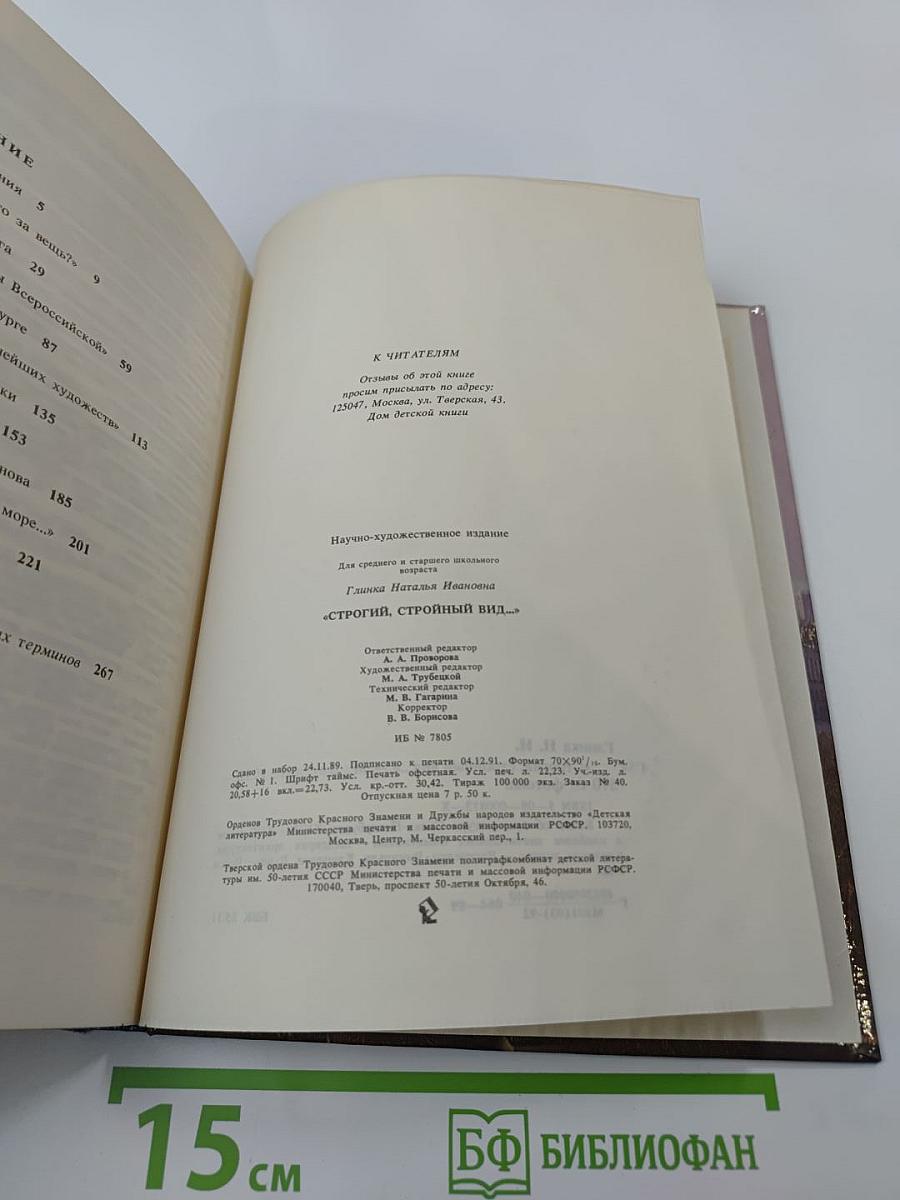 ния 5
за вещь?» 9
29
Всероссийской» 59
урге 87
нейших художеств» 113
ки 135
153
нова 185
море...» 201
221
терминов 267
К ЧИТАТЕЛЯМ
Отзывы об этой книге
просим присылать по адресу:
125047, Москва, ул. Тверская, 43.
Дом детской книги
Научно-художественное издание
Для среднего и старшего школьного
возраста
Глинка Наталья Ивановна
«СТРОГИЙ, СТРОЙНЫЙ ВИД...»
Ответственный редактор
А. А. Проворова
Художественный редактор
М. А. Трубецкой
Технический редактор
М. В. Гагарина
Корректор
В. В. Борисова
ИБ № 7805
Сдано в набор 24.11.89. Подписано к печати 04.12.91. Формат 70×90¹/₁₆. Бум.
офс. № 1. Шрифт таймс. Печать офсетная. Усл. печ. л. 22,23. Уч.-изд. л.
20,58+16 вкл.=22,73. Усл. кр.-отт. 30,42. Тираж 100 000 экз. Заказ № 40.
Отпускная цена 7 р. 50 к.
Орденов Трудового Красного Знамени и Дружбы народов издательство «Детская
литература» Министерства печати и массовой информации РСФСР. 103720,
Москва, Центр, М. Черкасский пер., 1.
Тверской ордена Трудового Красного Знамени полиграфкомбинат детской литера-
туры им. 50-летия СССР Министерства печати и массовой информации РСФСР.
170040, Тверь, проспект 50-летия Октября, 46.
15 см
БФ БИБЛИОФАН